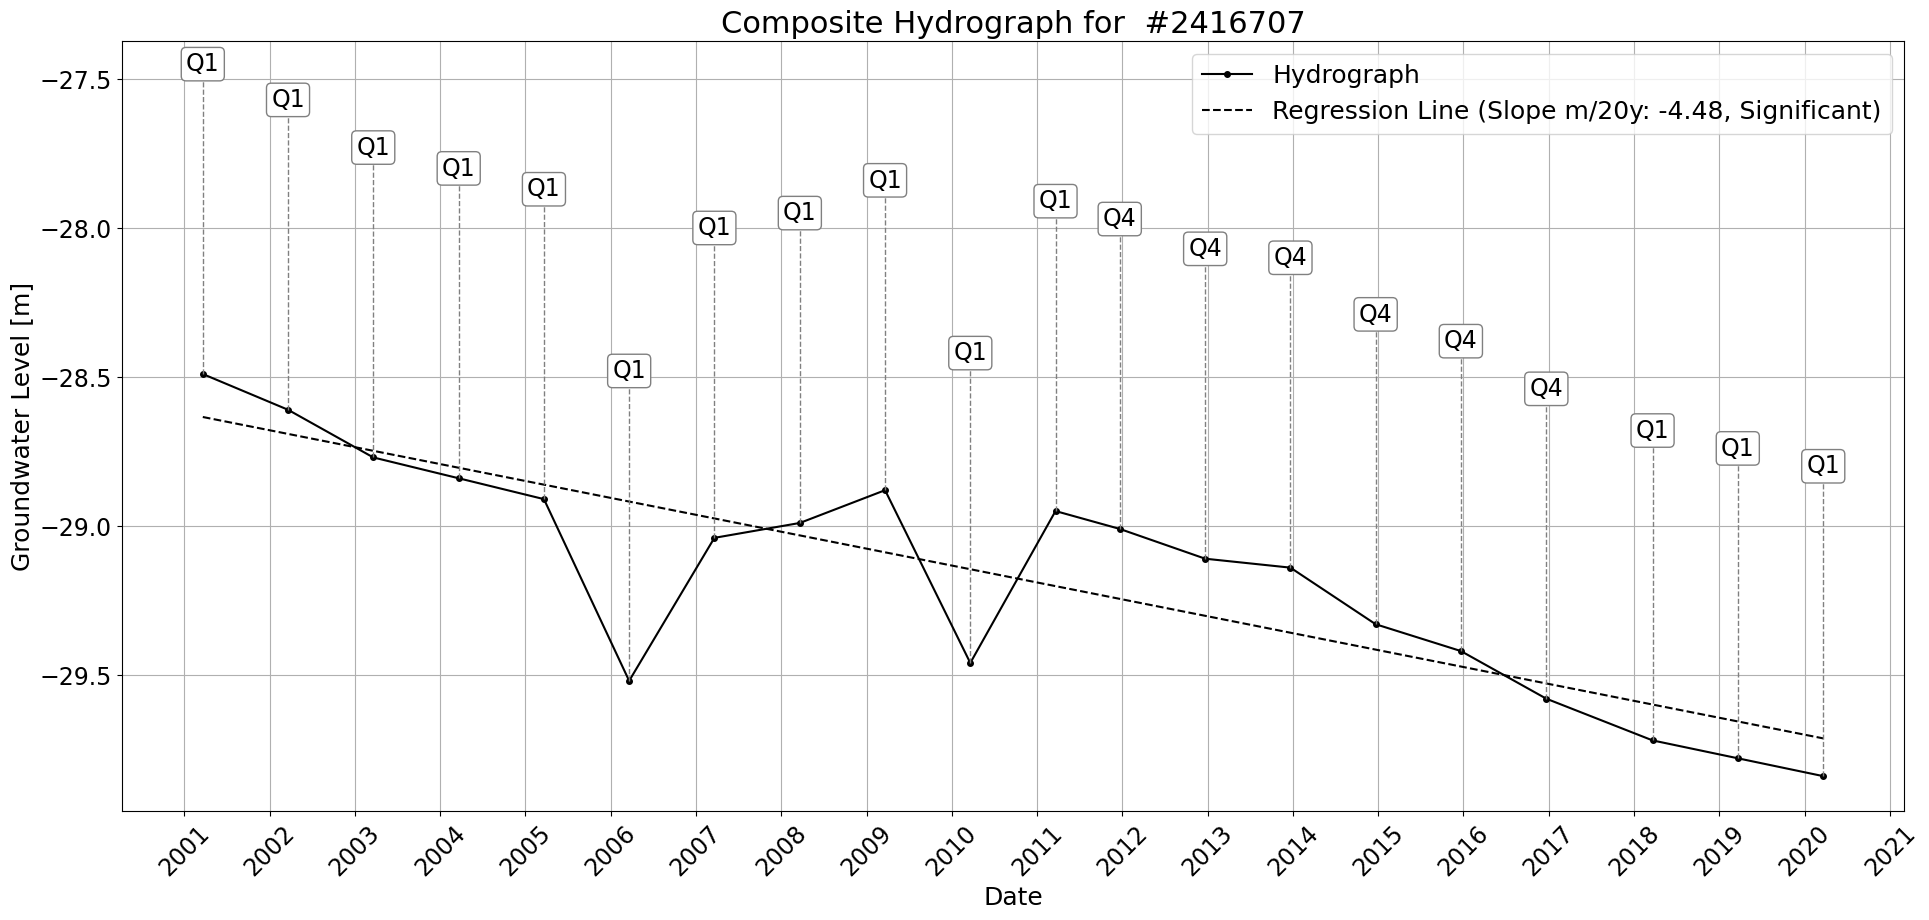 Composite Hydrograph for  #2416707
Hydrograph
Regression Line (Slope m/20y: -4.48, Significant)
Q1
Q1
Q1
Q1
Q1
Q1
Q1
Q1
Q1
Q1
Q1
Q4
Q4
Q4
Q4
Q4
Q4
Q1
Q1
Q1
Groundwater Level [m]
−27.5
−28.0
−28.5
−29.0
−29.5
2001
2002
2003
2004
2005
2006
2007
2008
2009
2010
2011
2012
2013
2014
2015
2016
2017
2018
2019
2020
2021
Date